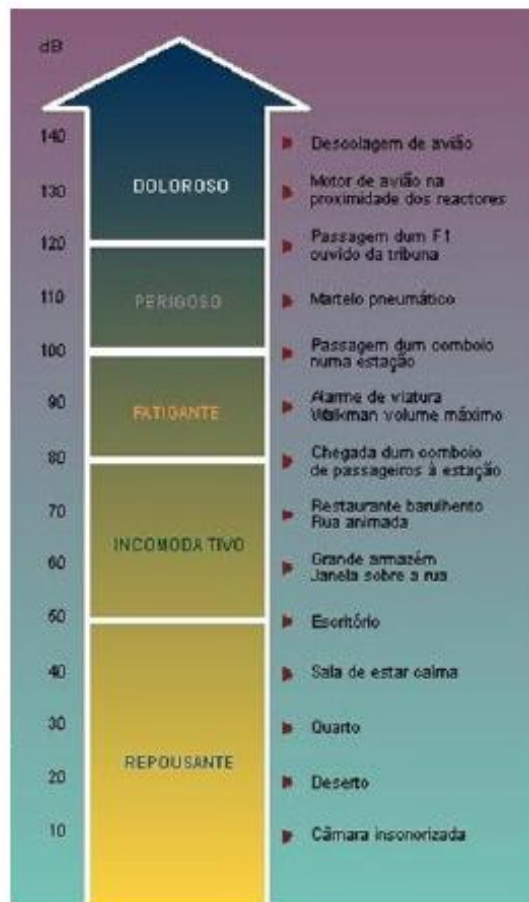 dB
140
Descolagem de avião
DOLOROSO
130
Motor de avião na
proximidade dos reactores
120
Passagem dum F1
ouvido da tribuna
PERIGOSO
110
Martelo pneumático
100
Passagem dum comboio
numa estação
FATIGANTE
90
Alarme de viatura
Walkman volume máximo
80
Chegada dum comboio
de passageiros à estação
70
Restaurante barulhento
Rua animada
INCOMODA TIVO
60
Grande armazém
Janela sobre a rua
50
Escritório
40
Sala de estar calma
30
Quarto
REPOUSANTE
20
Deserto
10
Câmara insonorizada